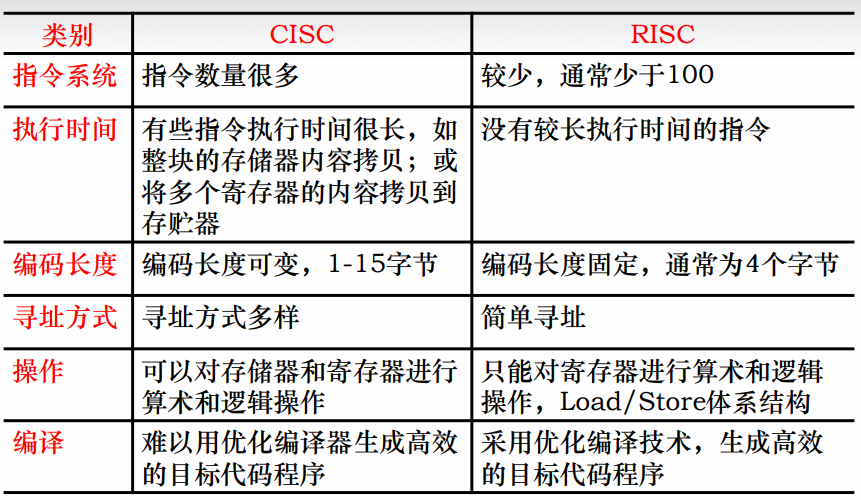 类别 CISC RISC
指令系统 指令数量很多 较少，通常少于100
执行时间 有些指令执行时间很长，如 没有较长执行时间的指令
整块的存储器内容拷贝；或
将多个寄存器的内容拷贝到
存贮器
编码长度 编码长度可变，1-15字节 编码长度固定，通常为4个字节
寻址方式 寻址方式多样 简单寻址
操作 可以对存储器和寄存器进行 只能对寄存器进行算术和逻辑
算术和逻辑操作 操作，Load/Store体系结构
编译 难以用优化编译器生成高效 采用优化编译技术，生成高效
的目标代码程序 的目标代码程序